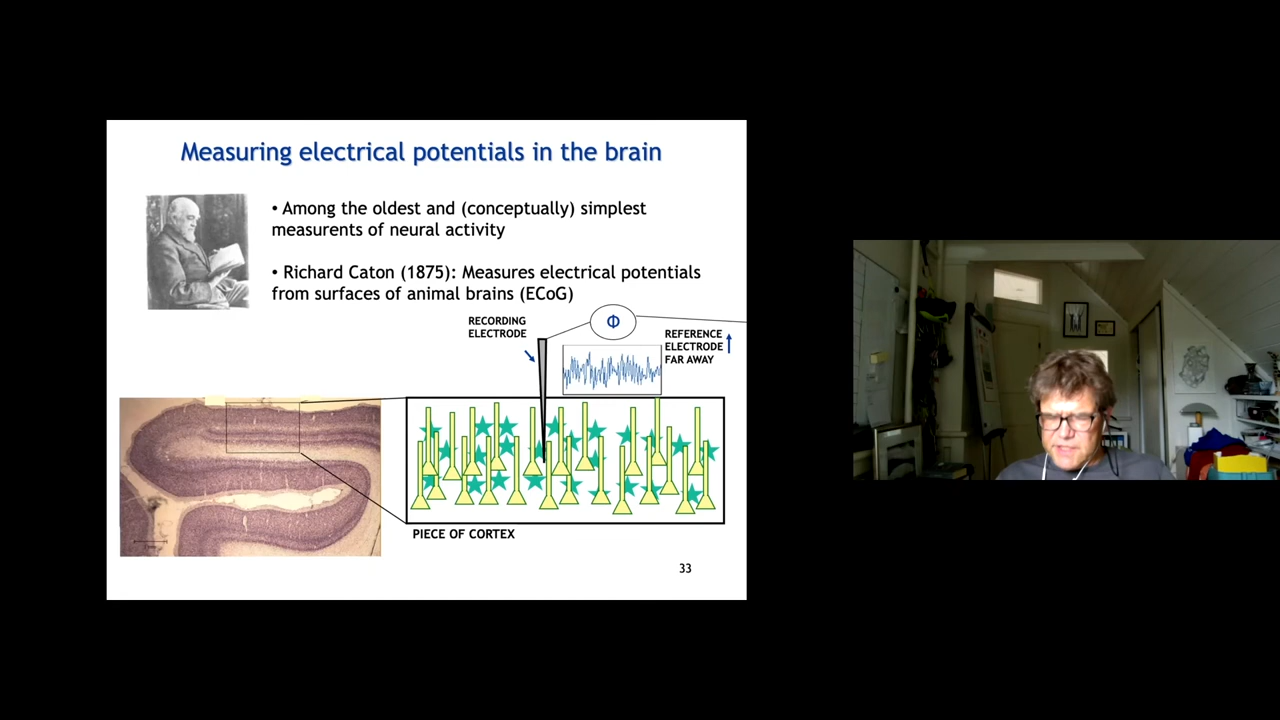 Measuring electrical potentials in the brain
• Among the oldest and (conceptually) simplest
measurents of neural activity
• Richard Caton (1875): Measures electrical potentials
from surfaces of animal brains (ECoG)
RECORDING
ELECTRODE
Φ
REFERENCE
ELECTRODE
FAR AWAY
PIECE OF CORTEX
33